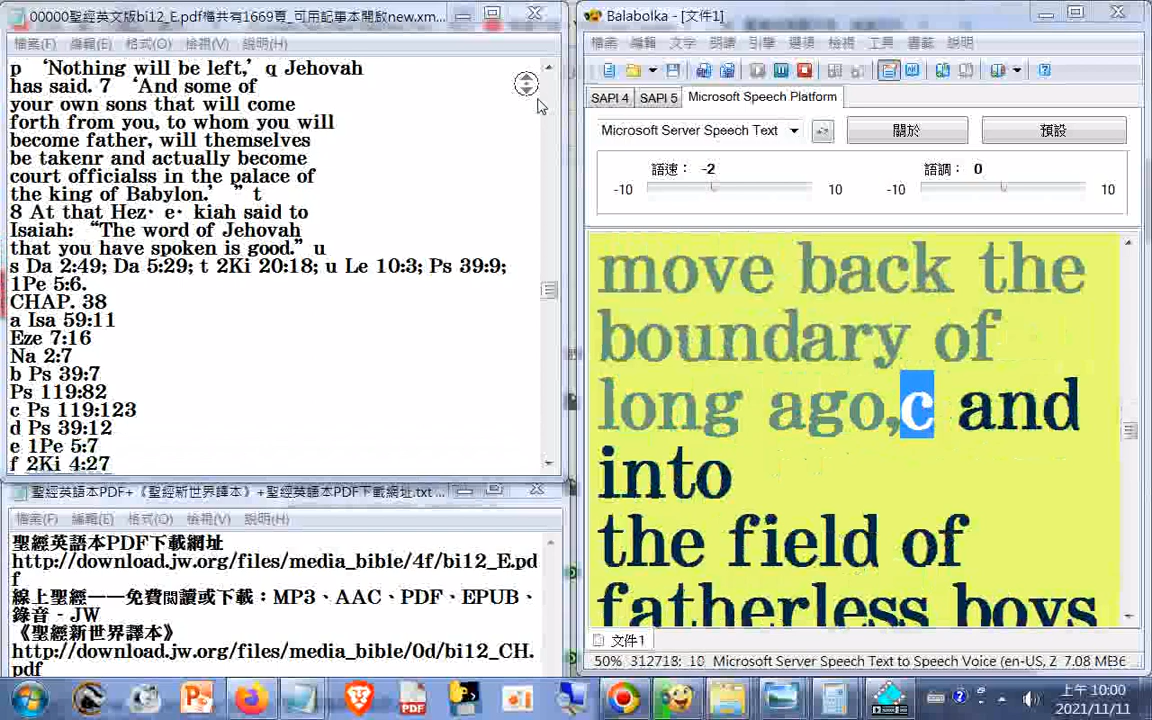 00000聖經英文版bi12_E.pdf檔共有1669頁_可用記事本開啟new.xm...
檔案(F) 編輯(E) 格式(O) 檢視(V) 說明(H)
p ‘Nothing will be left,’ q Jehovah
has said. 7 ‘And some of
your own sons that will come
forth from you, to whom you will
become father, will themselves
be takenr and actually become
court officialss in the palace of
the king of Babylon.’ ” t
8 At that Hez· e· kiah said to
Isaiah: “The word of Jehovah
that you have spoken is good.” u
s Da 2:49; Da 5:29; t 2Ki 20:18; u Le 10:3; Ps 39:9;
1Pe 5:6.
CHAP. 38
a Isa 59:11
Eze 7:16
Na 2:7
b Ps 39:7
Ps 119:82
c Ps 119:123
d Ps 39:12
e 1Pe 5:7
f 2Ki 4:27
聖經英語本PDF+《聖經新世界譯本》+聖經英語本PDF下載網址.txt ...
檔案(F) 編輯(E) 格式(O) 檢視(V) 說明(H)
聖經英語本PDF下載網址
http://download.jw.org/files/media_bible/4f/bi12_E.pd
f
線上聖經——免費閱讀或下載：MP3、AAC、PDF、EPUB、
錄音 - JW
《聖經新世界譯本》
http://download.jw.org/files/media_bible/0d/bi12_CH.
pdf
Balabolka - [文件1]
檔案 編輯 文字 朗讀 引擎 選項 檢視 工具 書籤 說明
SAPI 4 SAPI 5 Microsoft Speech Platform
Microsoft Server Speech Text 關於 預設
語速： -2 語調： 0
-10 10 -10 10
move back the
boundary of
long ago,c and
into
the field of
fatherless boys
文件1
50% 312718: 10 Microsoft Server Speech Text to Speech Voice (en-US, Z 7.08 MB
上午 10:00
2021/11/11